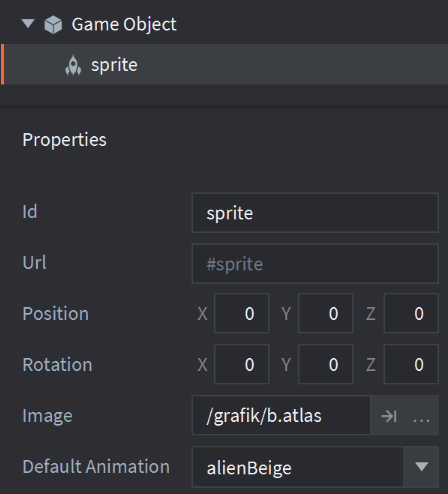 Game Object
sprite
Properties
Id sprite
Url #sprite
Position X 0 Y 0 Z 0
Rotation X 0 Y 0 Z 0
Image /grafik/b.atlas ...
Default Animation alienBeige